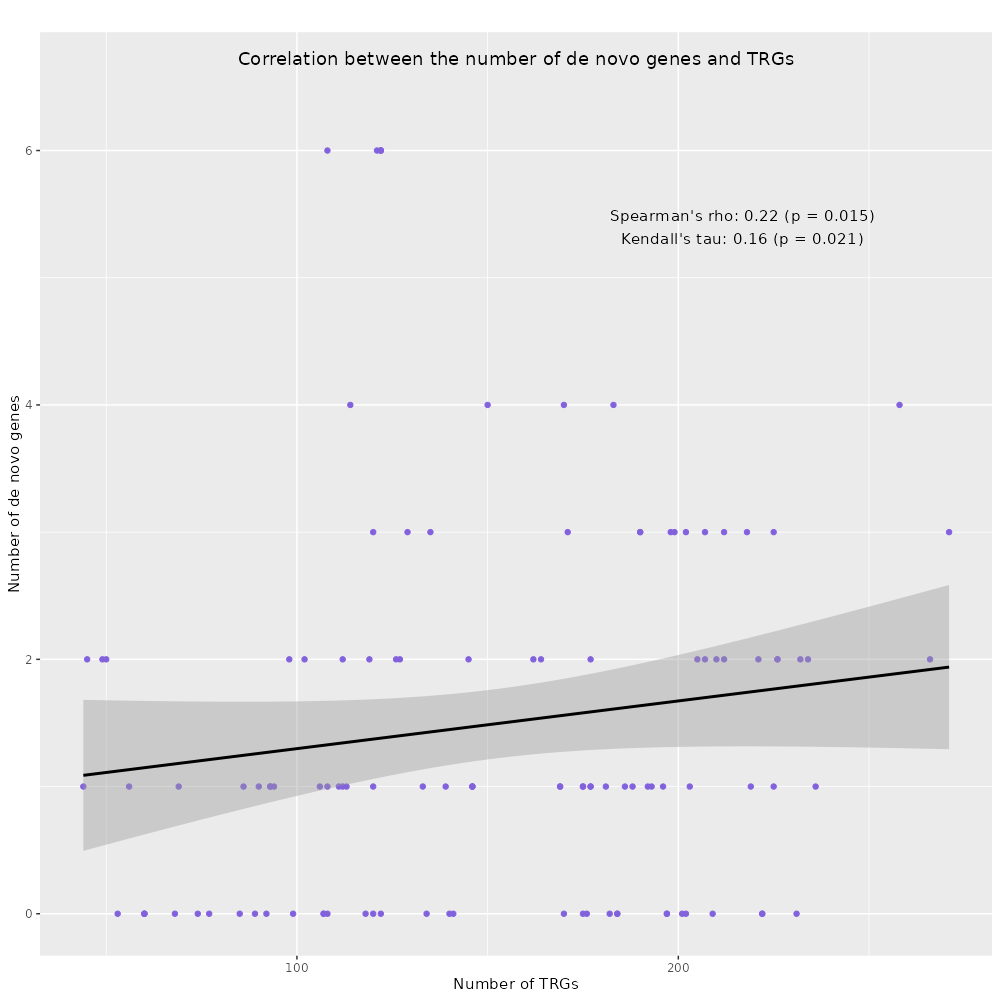 Correlation between the number of de novo genes and TRGs
6
Spearman's rho: 0.22 (p = 0.015)
Kendall's tau: 0.16 (p = 0.021)
4
Number of de novo genes
2
0
100
200
Number of TRGs